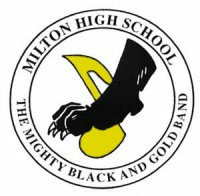 MILTON HIGH SCHOOL
THE MIGHTY BLACK AND GOLD BAND